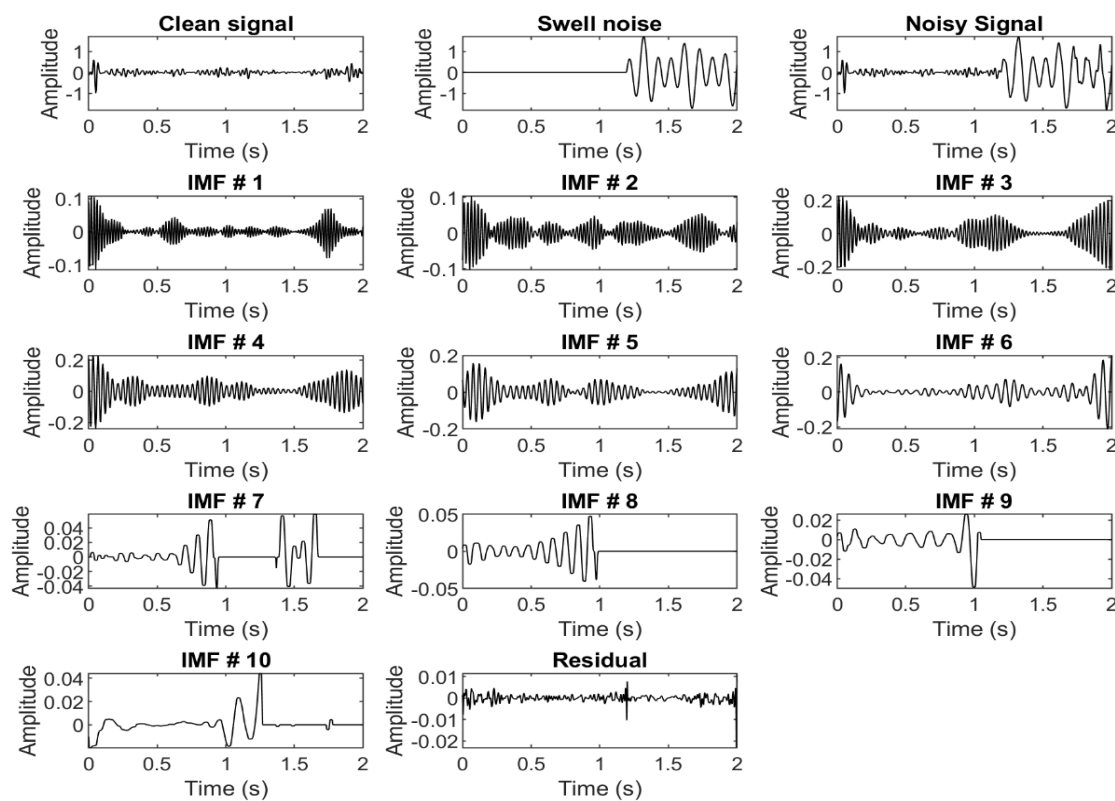 Clean signal
Amplitude
1
0
-1
0 0.5 1 1.5 2
Time (s)
Swell noise
Amplitude
1
0
-1
0 0.5 1 1.5 2
Time (s)
Noisy Signal
Amplitude
1
0
-1
0 0.5 1 1.5 2
Time (s)
IMF # 1
Amplitude
0.1
0
-0.1
0 0.5 1 1.5 2
Time (s)
IMF # 2
Amplitude
0.1
0
-0.1
0 0.5 1 1.5 2
Time (s)
IMF # 3
Amplitude
0.2
0
-0.2
0 0.5 1 1.5 2
Time (s)
IMF # 4
Amplitude
0.2
0
-0.2
0 0.5 1 1.5 2
Time (s)
IMF # 5
Amplitude
0.2
0
-0.2
0 0.5 1 1.5 2
Time (s)
IMF # 6
Amplitude
0.2
0
-0.2
0 0.5 1 1.5 2
Time (s)
IMF # 7
Amplitude
0.04
0.02
0
-0.02
-0.04
0 0.5 1 1.5 2
Time (s)
IMF # 8
Amplitude
0.05
0
-0.05
0 0.5 1 1.5 2
Time (s)
IMF # 9
Amplitude
0.02
0
-0.02
-0.04
0 0.5 1 1.5 2
Time (s)
IMF # 10
Amplitude
0.04
0.02
0
0 0.5 1 1.5 2
Time (s)
Residual
Amplitude
0.01
0
-0.01
-0.02
0 0.5 1 1.5 2
Time (s)